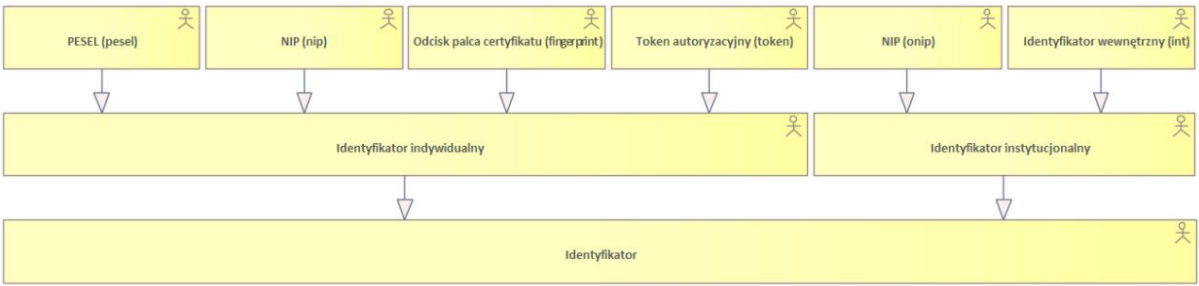 PESEL (pesel)
NIP (nip)
Odcisk palca certyfikatu (fingerprint)
Token autoryzacyjny (token)
NIP (onip)
Identyfikator wewnętrzny (int)
Identyfikator indywidualny
Identyfikator instytucjonalny
Identyfikator